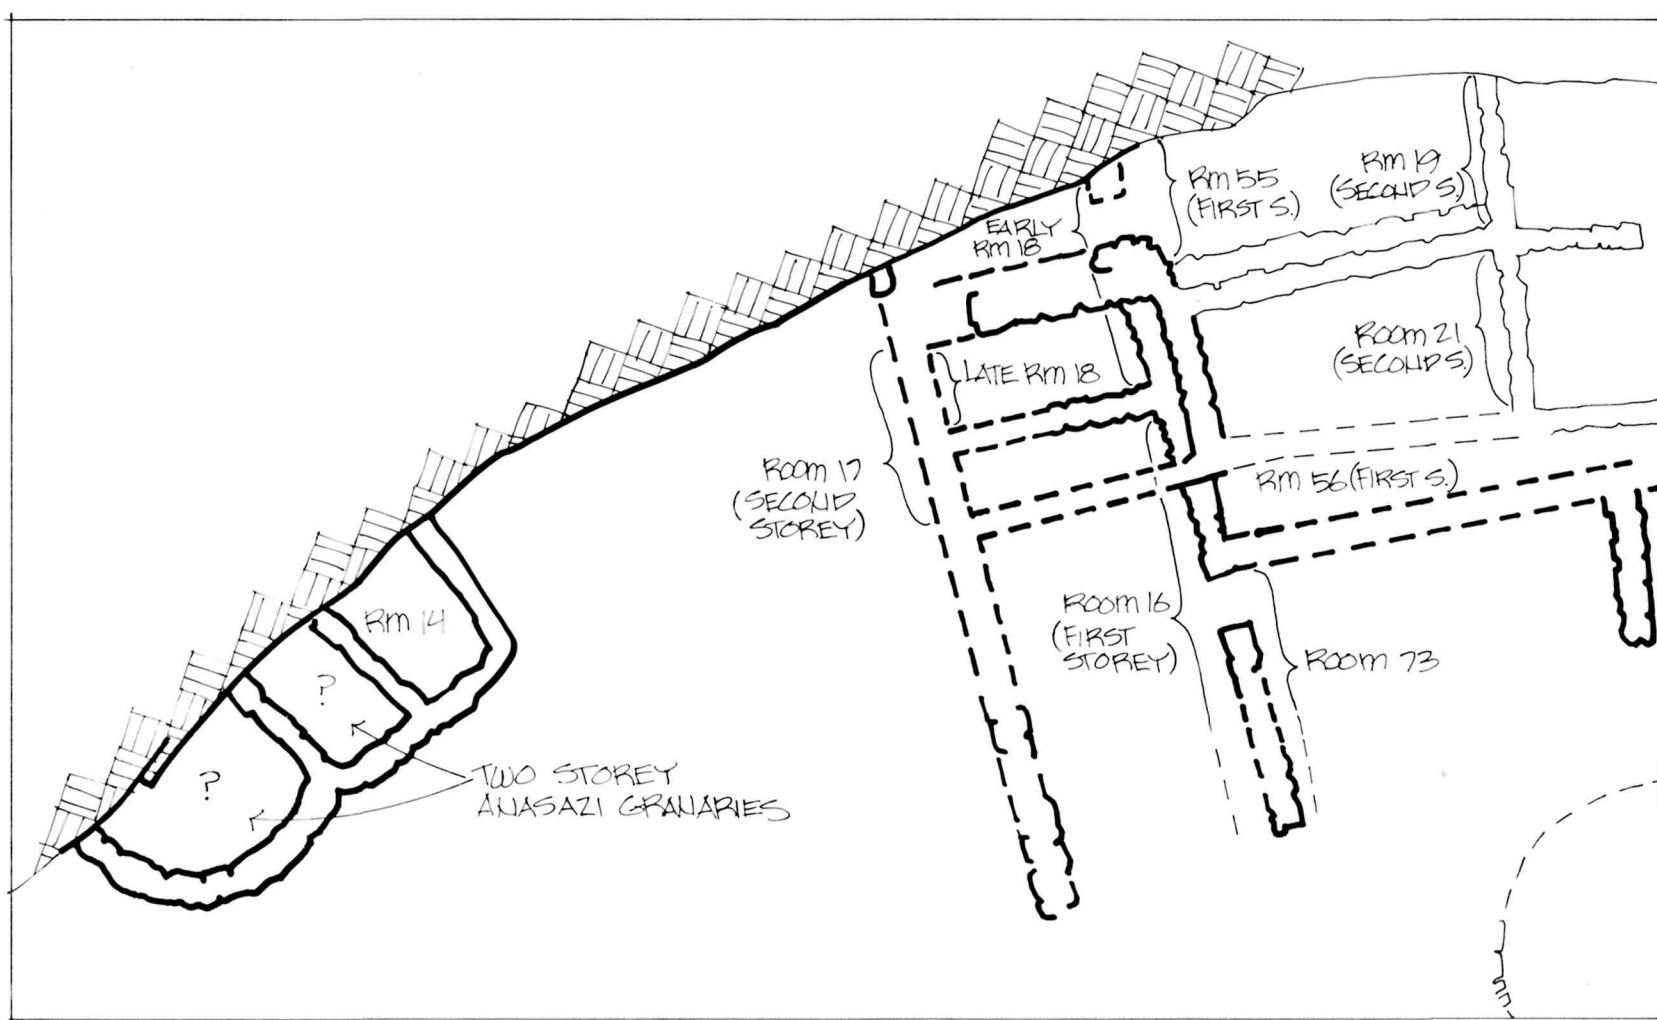 Rm 55
(FIRST S.)
Rm 19
(SECOND S.)
EARLY
Rm 18
ROOM 21
(SECOND S.)
LATE Rm 18
ROOM 17
(SECOND
STOREY)
Rm 56 (FIRST S.)
ROOM 16
(FIRST
STOREY)
ROOM 73
Rm 14
?
?
TWO STOREY
ANASAZI GRANARIES